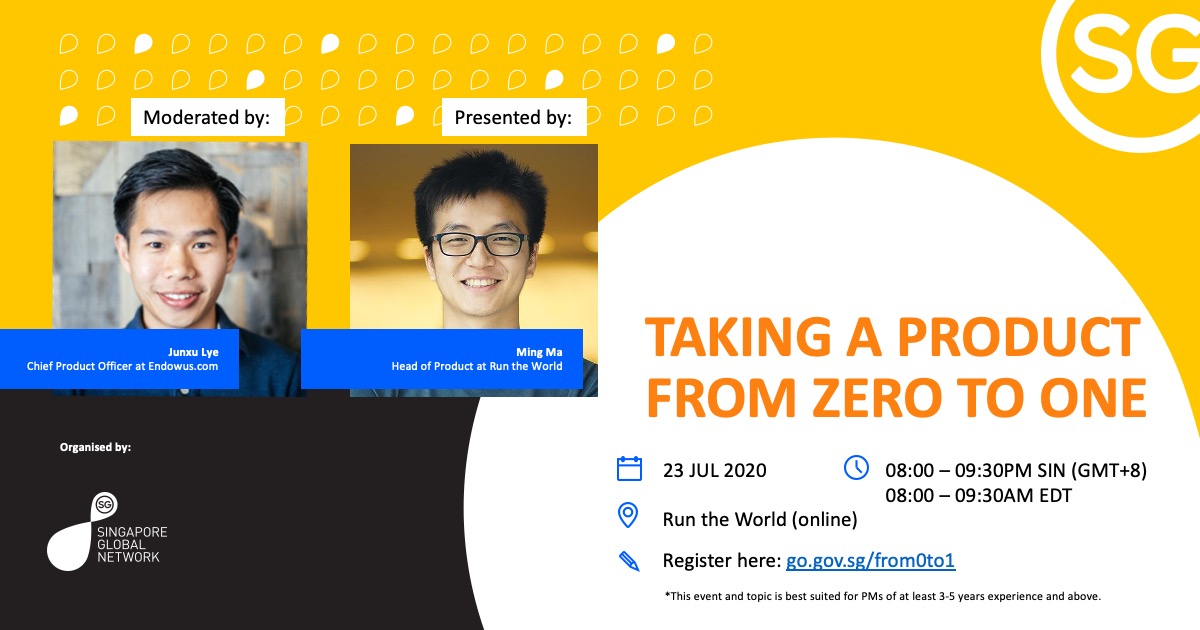 SG
Moderated by:
Presented by:
Junxu Lye
Chief Product Officer at Endowus.com
Ming Ma
Head of Product at Run the World
TAKING A PRODUCT
FROM ZERO TO ONE
23 JUL 2020
08:00 – 09:30PM SIN (GMT+8)
08:00 – 09:30AM EDT
Run the World (online)
Register here: go.gov.sg/from0to1
*This event and topic is best suited for PMs of at least 3-5 years experience and above.
Organised by:
SG
SINGAPORE
GLOBAL
NETWORK